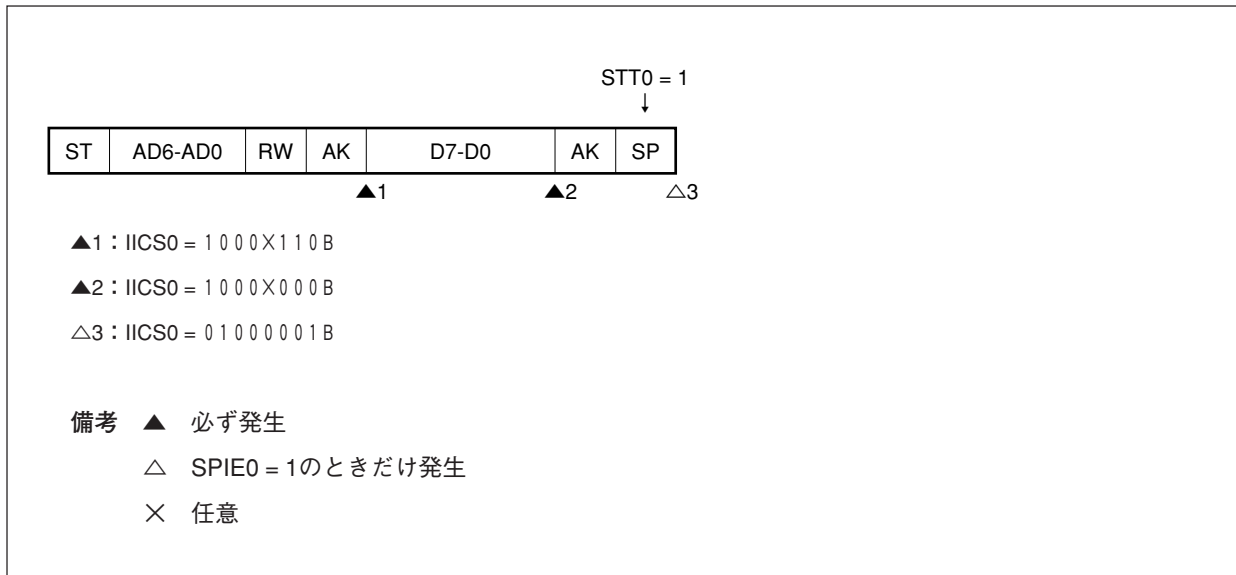 STT0 = 1
↓
ST AD6-AD0 RW AK D7-D0 AK SP
▲1 ▲2 △3
▲1：IICS0 = 1000×110B
▲2：IICS0 = 1000×000B
△3：IICS0 = 01000001B
備考 ▲ 必ず発生
△ SPIE0 = 1のときだけ発生
× 任意